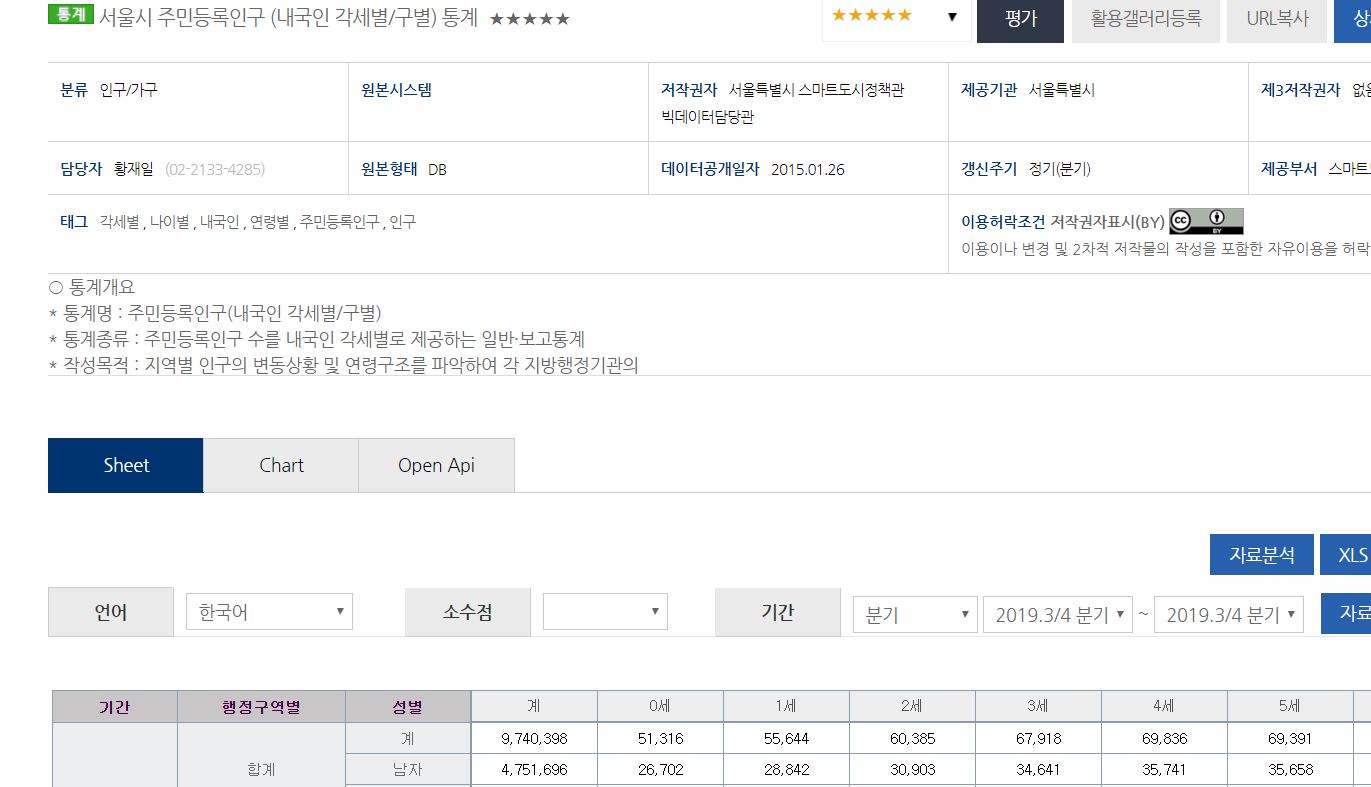 통계 서울시 주민등록인구 (내국인 각세별/구별) 통계 ★★★★★
★★★★★ ▼ 평가 활용갤러리등록 URL복사
분류 인구/가구 원본시스템 저작권자 서울특별시 스마트도시정책관 제공기관 서울특별시 제3저작권자
빅데이터담당관
담당자 황재일 (02-2133-4285) 원본형태 DB 데이터공개일자 2015.01.26 갱신주기 정기(분기) 제공부서
태그 각세별 , 나이별 , 내국인 , 연령별 , 주민등록인구 , 인구 이용허락조건 저작권자표시(BY) cc BY
이용이나 변경 및 2차적 저작물의 작성을 포함한 자유이용을 허락
○ 통계개요
* 통계명 : 주민등록인구(내국인 각세별/구별)
* 통계종류 : 주민등록인구 수를 내국인 각세별로 제공하는 일반·보고통계
* 작성목적 : 지역별 인구의 변동상황 및 연령구조를 파악하여 각 지방행정기관의
Sheet Chart Open Api
자료분석 XLS
언어 한국어 ▼ 소수점 ▼ 기간 분기 ▼ 2019.3/4 분기 ▼ ~ 2019.3/4 분기 ▼ 자료
기간 행정구역별 성별 계 0세 1세 2세 3세 4세 5세
계 9,740,398 51,316 55,644 60,385 67,918 69,836 69,391
합계 남자 4,751,696 26,702 28,842 30,903 34,641 35,741 35,658